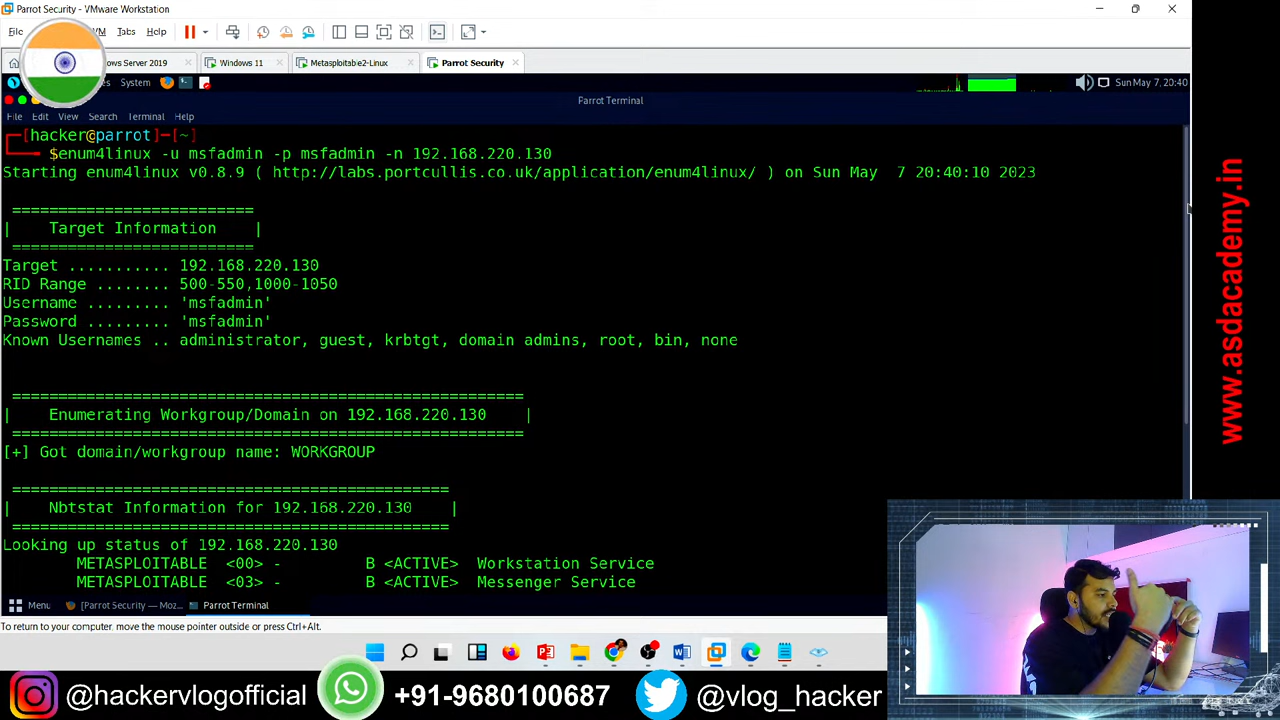 Parrot Security - VMware Workstation
File VM Tabs Help
ows Server 2019 Windows 11 Metasploitable2-Linux Parrot Security
System Sun May 7, 20:40
Parrot Terminal
File Edit View Search Terminal Help
┌─[hacker@parrot]─[~]
└──╼ $enum4linux -u msfadmin -p msfadmin -n 192.168.220.130
Starting enum4linux v0.8.9 ( http://labs.portcullis.co.uk/application/enum4linux/ ) on Sun May  7 20:40:10 2023
==========================
|    Target Information    |
==========================
Target ........... 192.168.220.130
RID Range ........ 500-550,1000-1050
Username ......... 'msfadmin'
Password ......... 'msfadmin'
Known Usernames .. administrator, guest, krbtgt, domain admins, root, bin, none
=======================================================
|    Enumerating Workgroup/Domain on 192.168.220.130    |
=======================================================
[+] Got domain/workgroup name: WORKGROUP
===============================================
|    Nbtstat Information for 192.168.220.130    |
===============================================
Looking up status of 192.168.220.130
METASPLOITABLE  <00> -         B <ACTIVE>  Workstation Service
METASPLOITABLE  <03> -         B <ACTIVE>  Messenger Service
Menu [Parrot Security — Moz... Parrot Terminal
To return to your computer, move the mouse pointer outside or press Ctrl+Alt.
@hackervlogofficial +91-9680100687 @vlog_hacker
www.asdacademy.in